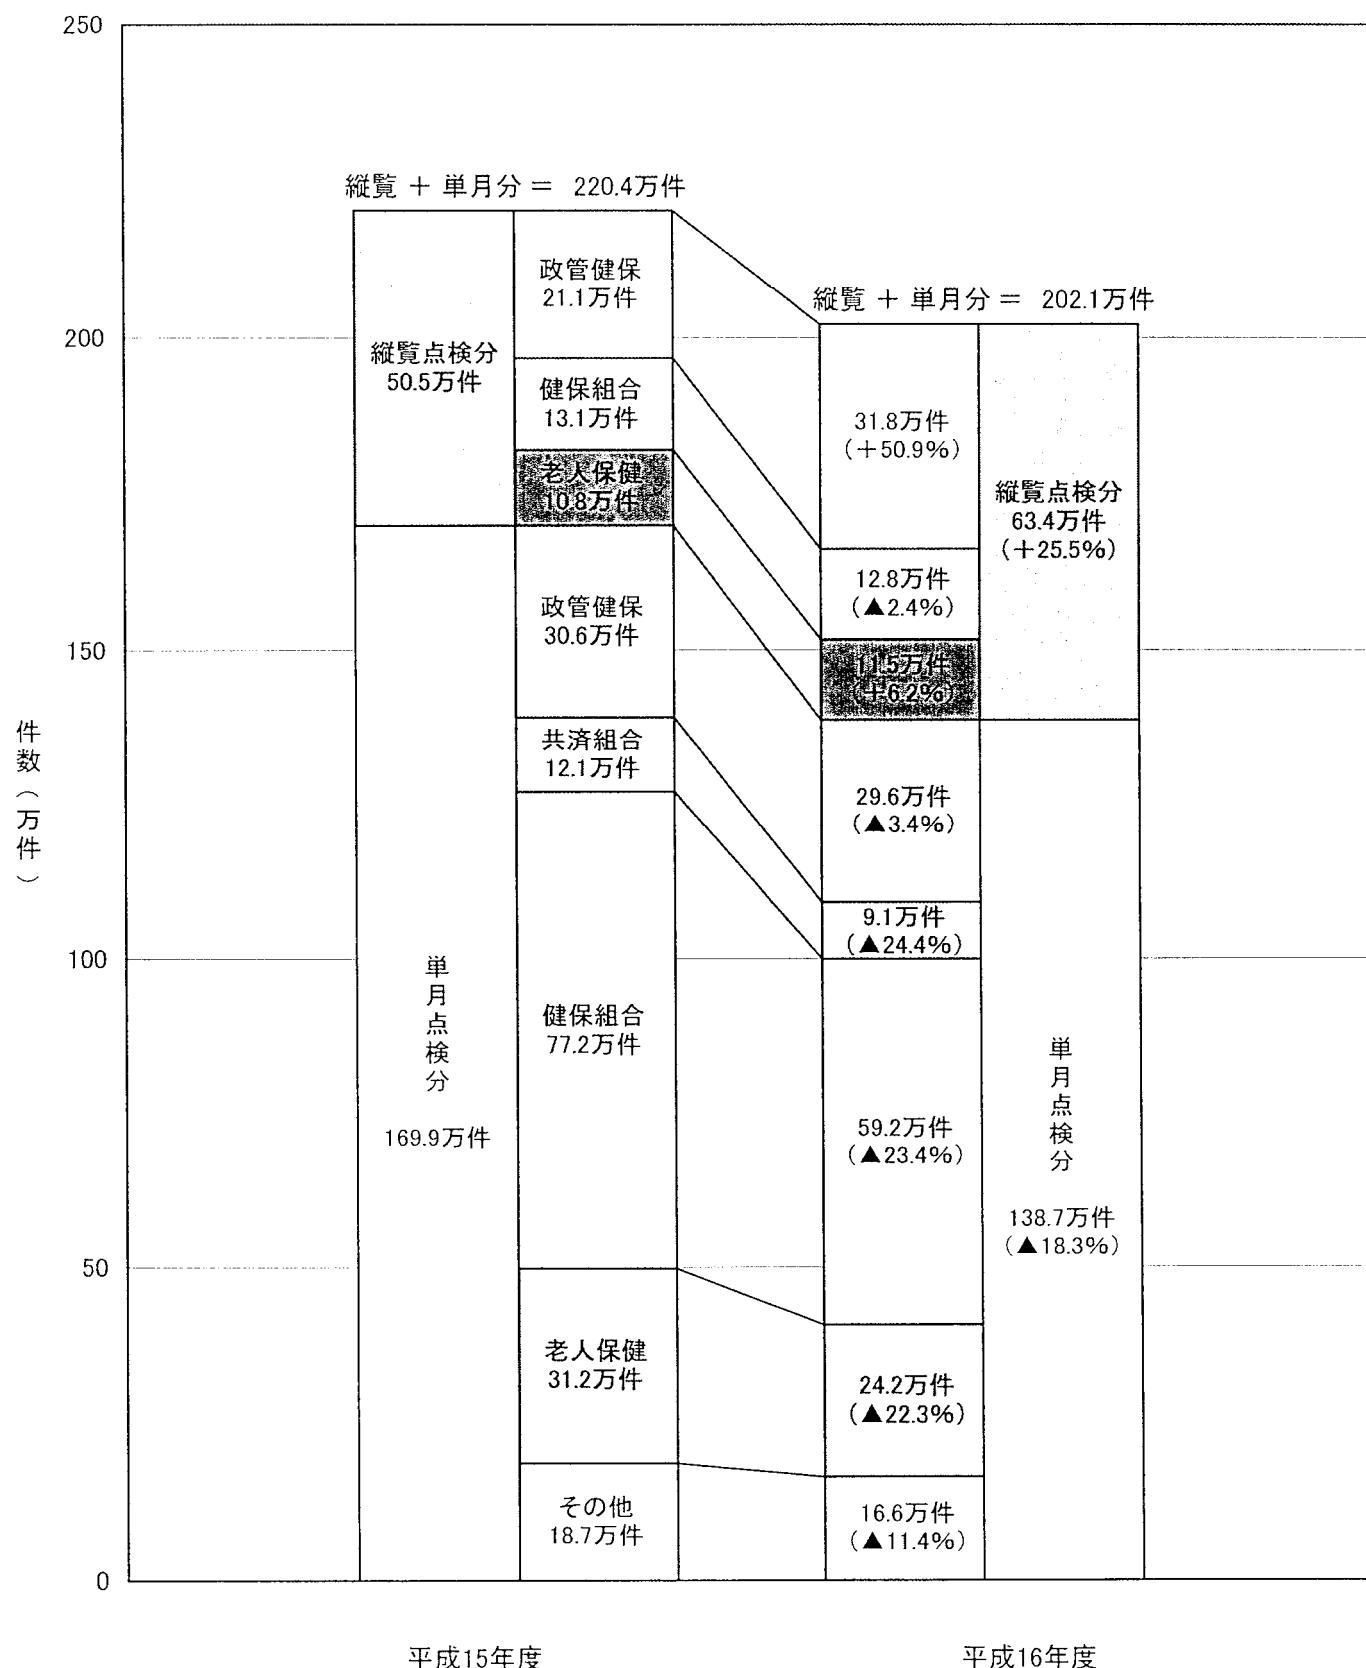 250
200
150
100
50
0
件数（万件）
縦覧 ＋ 単月分 ＝ 220.4万件
縦覧点検分
50.5万件
単月点検分
169.9万件
政管健保
21.1万件
健保組合
13.1万件
老人保健
10.8万件
政管健保
30.6万件
共済組合
12.1万件
健保組合
77.2万件
老人保健
31.2万件
その他
18.7万件
縦覧 ＋ 単月分 ＝ 202.1万件
31.8万件
（＋50.9%）
12.8万件
（▲2.4%）
11.5万件
（＋6.2%）
29.6万件
（▲3.4%）
9.1万件
（▲24.4%）
59.2万件
（▲23.4%）
24.2万件
（▲22.3%）
16.6万件
（▲11.4%）
縦覧点検分
63.4万件
（＋25.5%）
単月点検分
138.7万件
（▲18.3%）
平成15年度
平成16年度